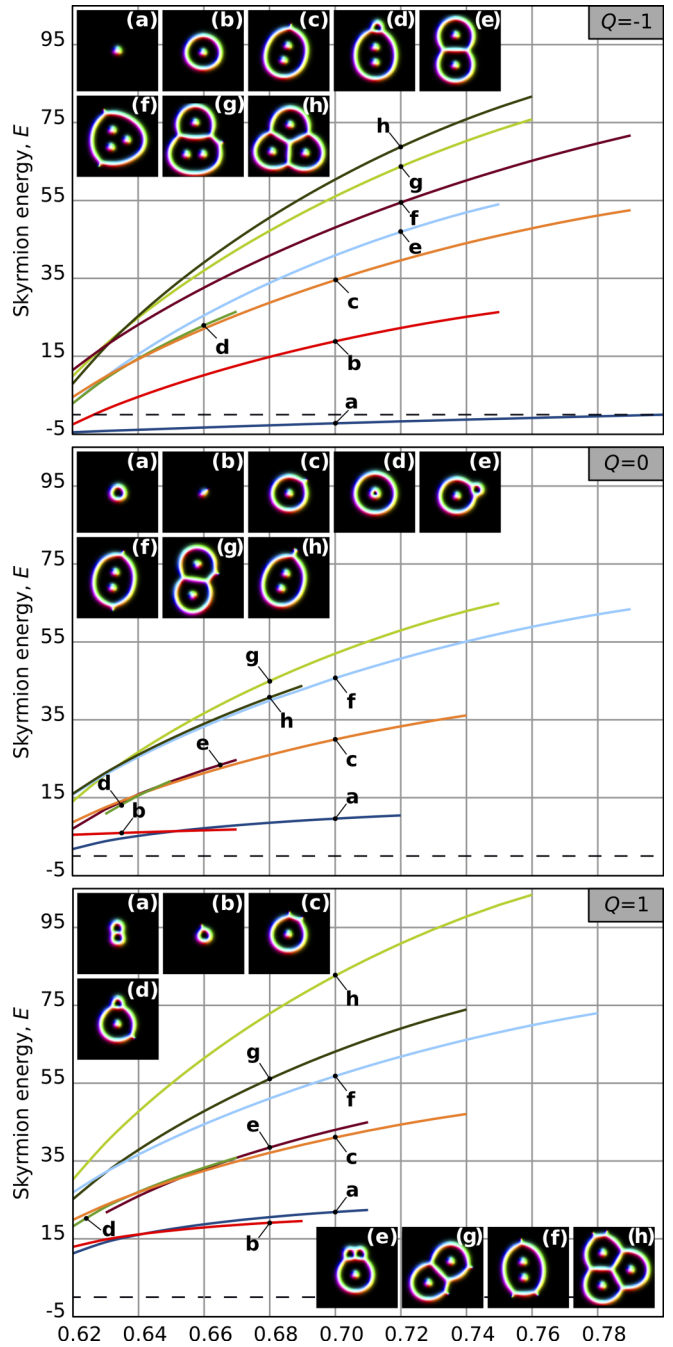 Q=-1
(a) (b) (c) (d) (e)
(f) (g) (h)
95
75
55
35
15
-5
Skyrmion energy, E
h
g
f
e
c
d
b
a
Q=0
(a) (b) (c) (d) (e)
(f) (g) (h)
95
75
55
35
15
-5
Skyrmion energy, E
g
h
f
e
c
d
b
a
Q=1
(a) (b) (c)
(d)
95
75
55
35
15
-5
Skyrmion energy, E
h
g
f
e
c
d
a
b
(e) (g) (f) (h)
0.62 0.64 0.66 0.68 0.70 0.72 0.74 0.76 0.78